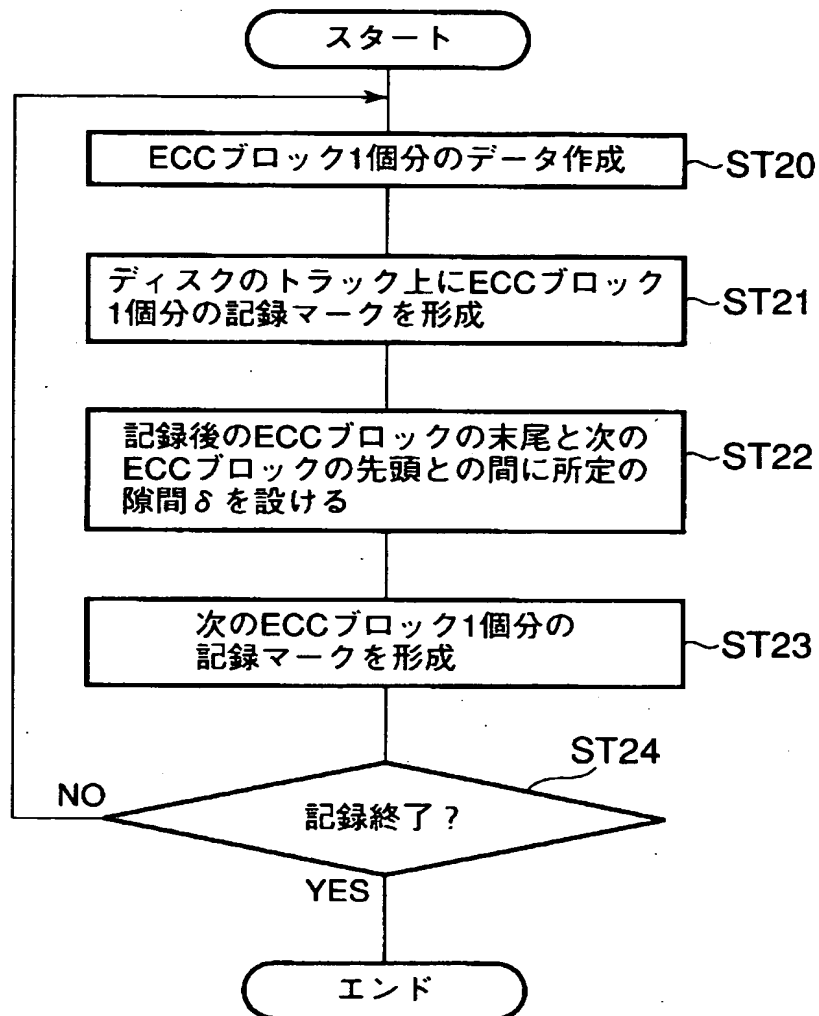 スタート
ECCブロック1個分のデータ作成
ST20
ディスクのトラック上にECCブロック
1個分の記録マークを形成
ST21
記録後のECCブロックの末尾と次の
ECCブロックの先頭との間に所定の
隙間δを設ける
ST22
次のECCブロック1個分の
記録マークを形成
ST23
ST24
NO
記録終了?
YES
エンド